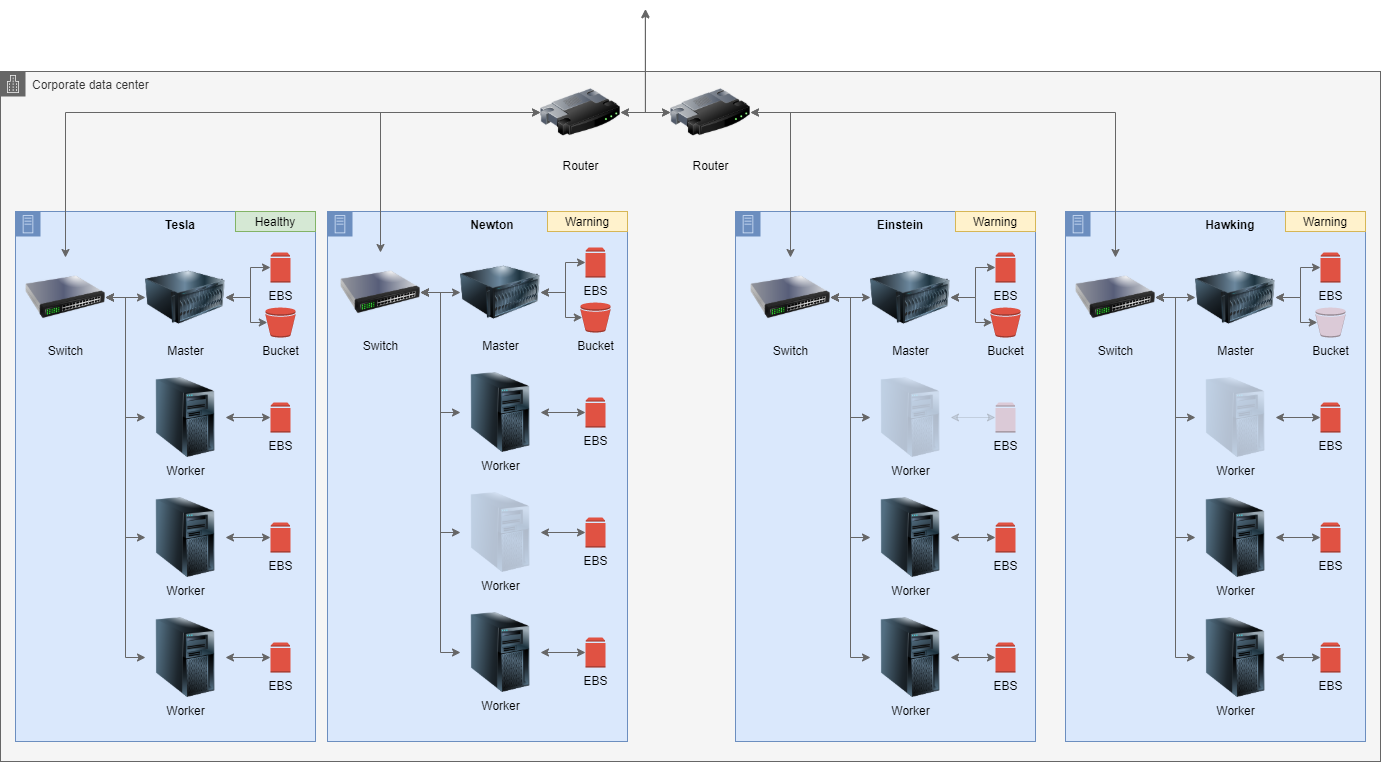 Corporate data center
Router
Router
Tesla
Healthy
EBS
Switch
Master
Bucket
EBS
Worker
EBS
Worker
EBS
Worker
Newton
Warning
EBS
Switch
Master
Bucket
EBS
Worker
EBS
Worker
EBS
Worker
Einstein
Warning
EBS
Switch
Master
Bucket
EBS
Worker
EBS
Worker
EBS
Worker
Hawking
Warning
EBS
Switch
Master
Bucket
EBS
Worker
EBS
Worker
EBS
Worker